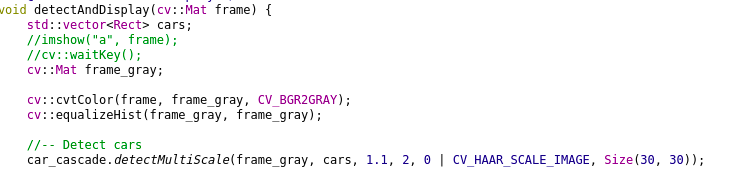 void detectAndDisplay(cv::Mat frame) {
    std::vector<Rect> cars;
    //imshow("a", frame);
    //cv::waitKey();
    cv::Mat frame_gray;

    cv::cvtColor(frame, frame_gray, CV_BGR2GRAY);
    cv::equalizeHist(frame_gray, frame_gray);

    //-- Detect cars
    car_cascade.detectMultiScale(frame_gray, cars, 1.1, 2, 0 | CV_HAAR_SCALE_IMAGE, Size(30, 30));